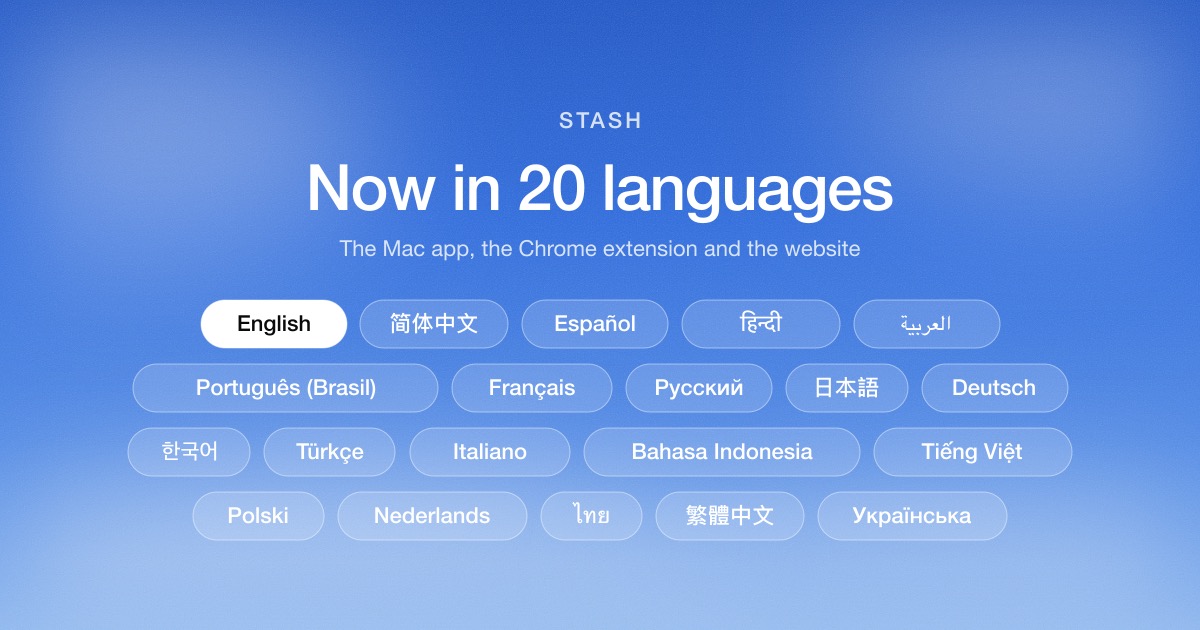 STASH
Now in 20 languages
The Mac app, the Chrome extension and the website
English 简体中文 Español हिन्दी العربية
Português (Brasil) Français Русский 日本語 Deutsch
한국어 Türkçe Italiano Bahasa Indonesia Tiếng Việt
Polski Nederlands ไทย 繁體中文 Українська